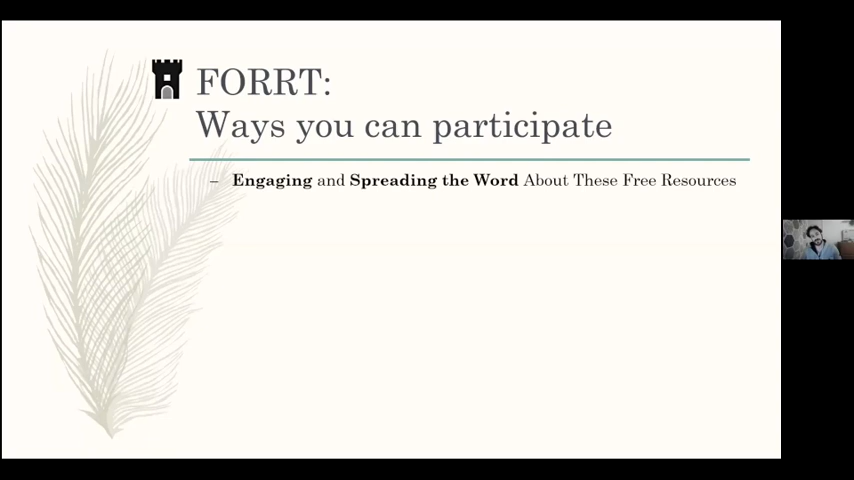 FORRT:
Ways you can participate
– Engaging and Spreading the Word About These Free Resources